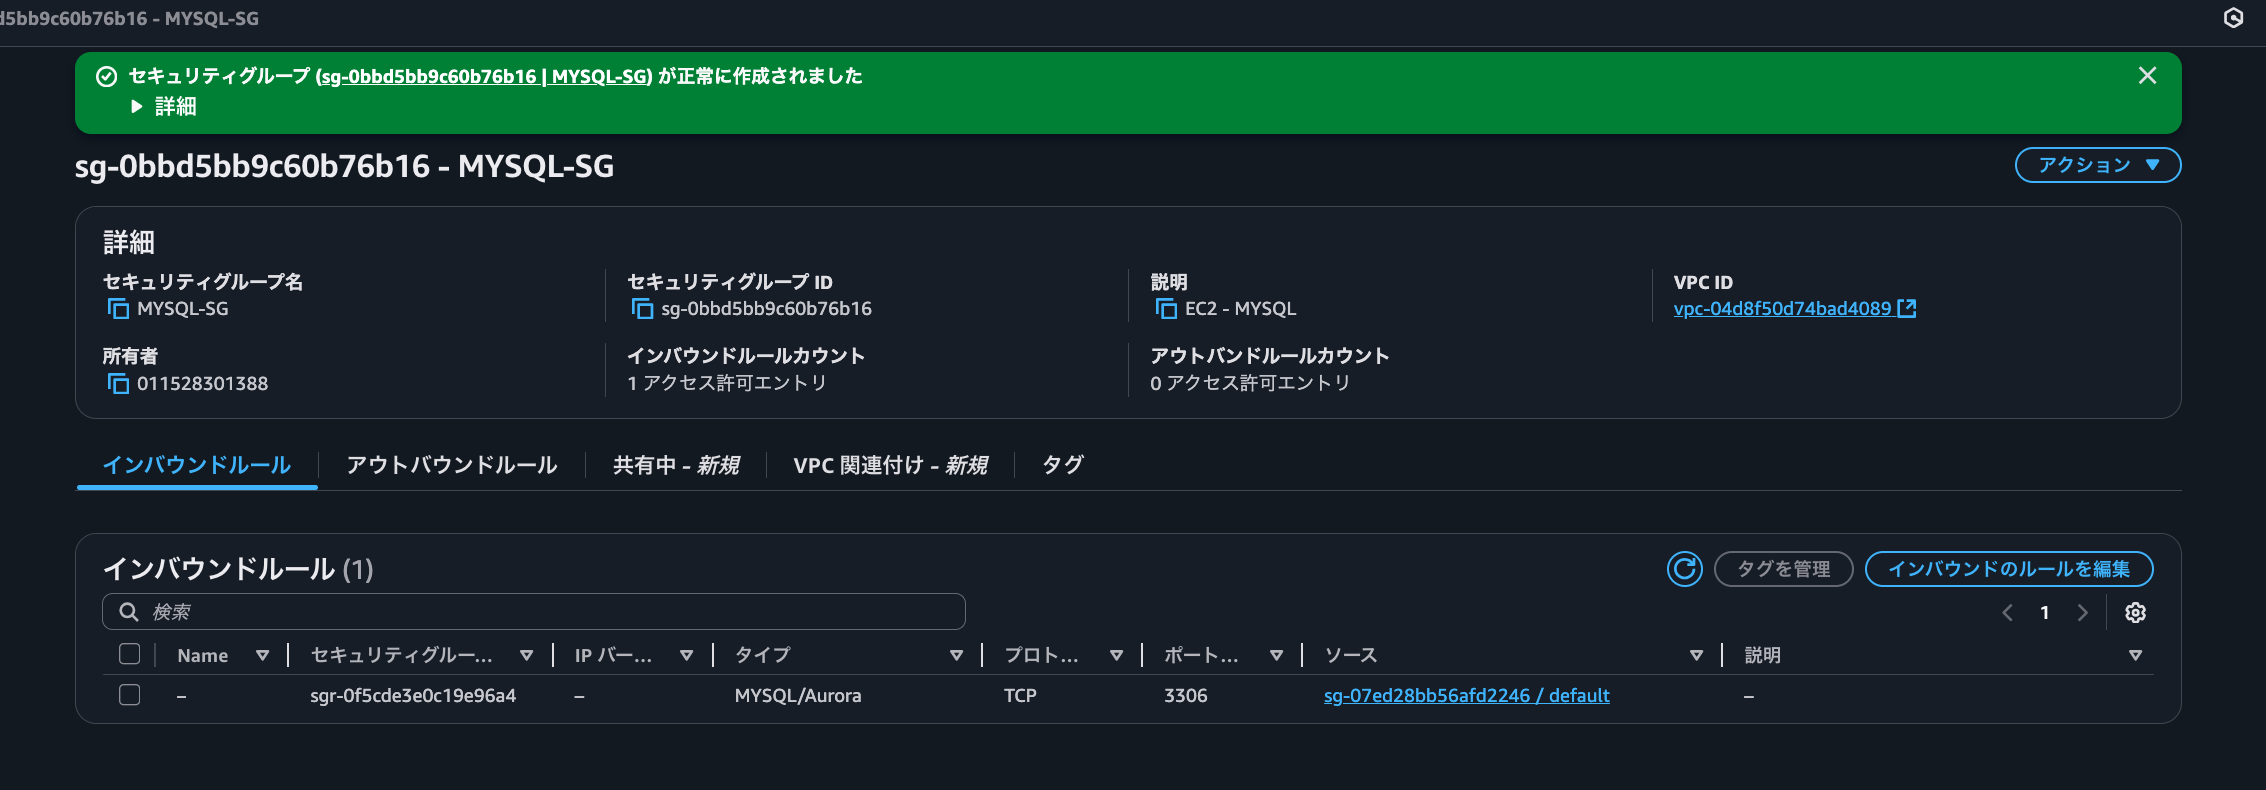 d5bb9c60b76b16 - MYSQL-SG
セキュリティグループ (sg-0bbd5bb9c60b76b16 | MYSQL-SG) が正常に作成されました
▶ 詳細
sg-0bbd5bb9c60b76b16 - MYSQL-SG
アクション ▼
詳細
セキュリティグループ名 セキュリティグループ ID 説明 VPC ID
MYSQL-SG sg-0bbd5bb9c60b76b16 EC2 - MYSQL vpc-04d8f50d74bad4089
所有者 インバウンドルールカウント アウトバンドルールカウント
011528301388 1 アクセス許可エントリ 0 アクセス許可エントリ
インバウンドルール アウトバウンドルール 共有中 - 新規 VPC 関連付け - 新規 タグ
インバウンドルール (1) タグを管理 インバウンドのルールを編集
検索 1
Name セキュリティグルー... IP バー... タイプ プロト... ポート... ソース 説明
– sgr-0f5cde3e0c19e96a4 – MYSQL/Aurora TCP 3306 sg-07ed28bb56afd2246 / default –